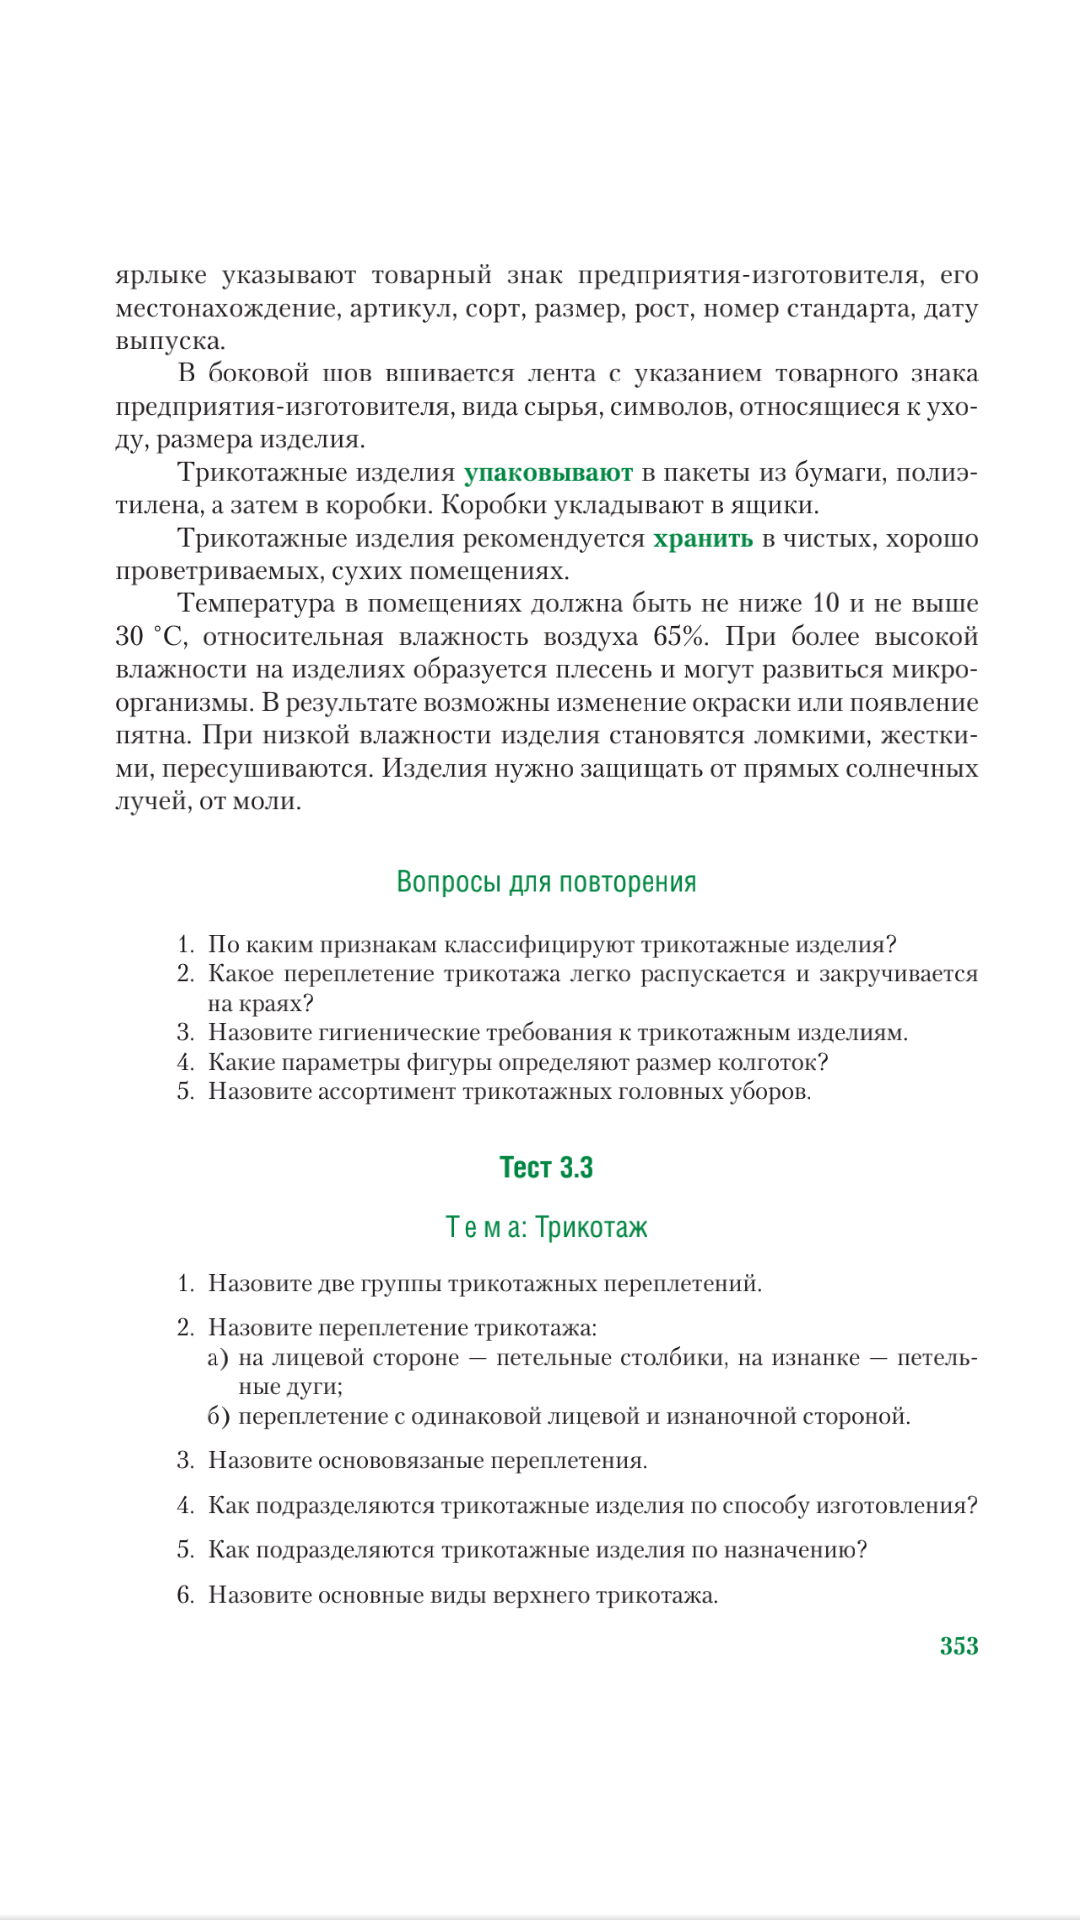 ярлыке указывают товарный знак предприятия-изготовителя, его
местонахождение, артикул, сорт, размер, рост, номер стандарта, дату
выпуска.
В боковой шов вшивается лента с указанием товарного знака
предприятия-изготовителя, вида сырья, символов, относящиеся к ухо-
ду, размера изделия.
Трикотажные изделия упаковывают в пакеты из бумаги, полиэ-
тилена, а затем в коробки. Коробки укладывают в ящики.
Трикотажные изделия рекомендуется хранить в чистых, хорошо
проветриваемых, сухих помещениях.
Температура в помещениях должна быть не ниже 10 и не выше
30 °С, относительная влажность воздуха 65%. При более высокой
влажности на изделиях образуется плесень и могут развиться микро-
организмы. В результате возможны изменение окраски или появление
пятна. При низкой влажности изделия становятся ломкими, жестки-
ми, пересушиваются. Изделия нужно защищать от прямых солнечных
лучей, от моли.
Вопросы для повторения
1. По каким признакам классифицируют трикотажные изделия?
2. Какое переплетение трикотажа легко распускается и закручивается
на краях?
3. Назовите гигиенические требования к трикотажным изделиям.
4. Какие параметры фигуры определяют размер колготок?
5. Назовите ассортимент трикотажных головных уборов.
Тест 3.3
Т е м а: Трикотаж
1. Назовите две группы трикотажных переплетений.
2. Назовите переплетение трикотажа:
а) на лицевой стороне — петельные столбики, на изнанке — петель-
ные дуги;
б) переплетение с одинаковой лицевой и изнаночной стороной.
3. Назовите основовязаные переплетения.
4. Как подразделяются трикотажные изделия по способу изготовления?
5. Как подразделяются трикотажные изделия по назначению?
6. Назовите основные виды верхнего трикотажа.
353